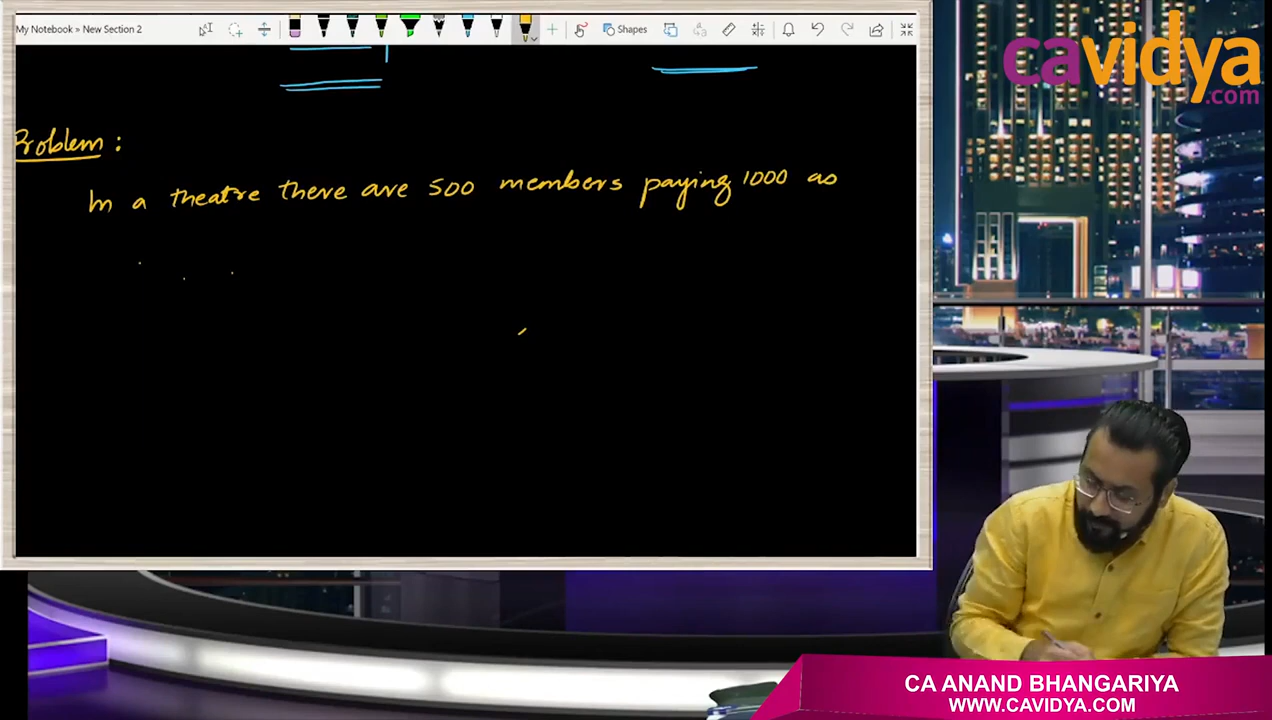 My Notebook » New Section 2
Shapes
cavidya
.com
Problem :
In a theatre there are 500 members paying 1000 as
CA ANAND BHANGARIYA
WWW.CAVIDYA.COM